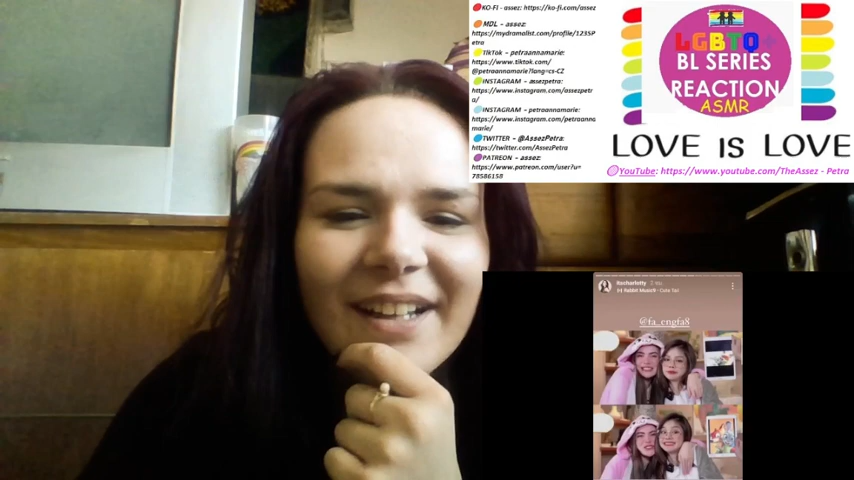 KO-FI - assez: https://ko-fi.com/assez
MDL - assez:
https://mydramalist.com/profile/1235P
etra
TikTok - petraannamarie:
https://www.tiktok.com/
@petraannamarie?lang=cs-CZ
INSTAGRAM - assezpetra:
https://www.instagram.com/assezpetr
a/
INSTAGRAM - petraannamarie:
https://www.instagram.com/petraanna
marie/
TWITTER - @AssezPetra:
https://twitter.com/AssezPetra
PATREON - assez:
https://www.patreon.com/user?u=
78586158
LGBTQ+
BL SERIES
REACTION
ASMR
LOVE IS LOVE
YouTube: https://www.youtube.com/TheAssez - Petra
@fa_engfa8